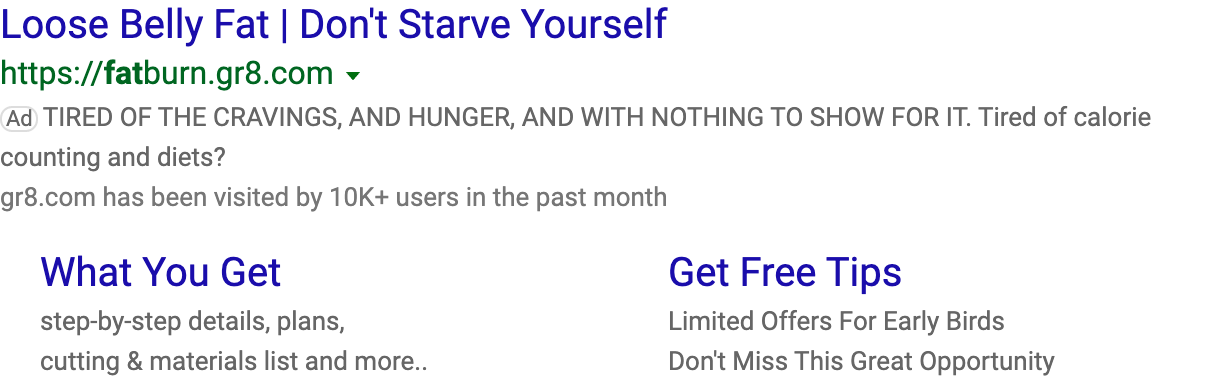 Loose Belly Fat | Don't Starve Yourself
https://fatburn.gr8.com
Ad TIRED OF THE CRAVINGS, AND HUNGER, AND WITH NOTHING TO SHOW FOR IT. Tired of calorie
counting and diets?
gr8.com has been visited by 10K+ users in the past month
What You Get
step-by-step details, plans,
cutting & materials list and more..
Get Free Tips
Limited Offers For Early Birds
Don't Miss This Great Opportunity